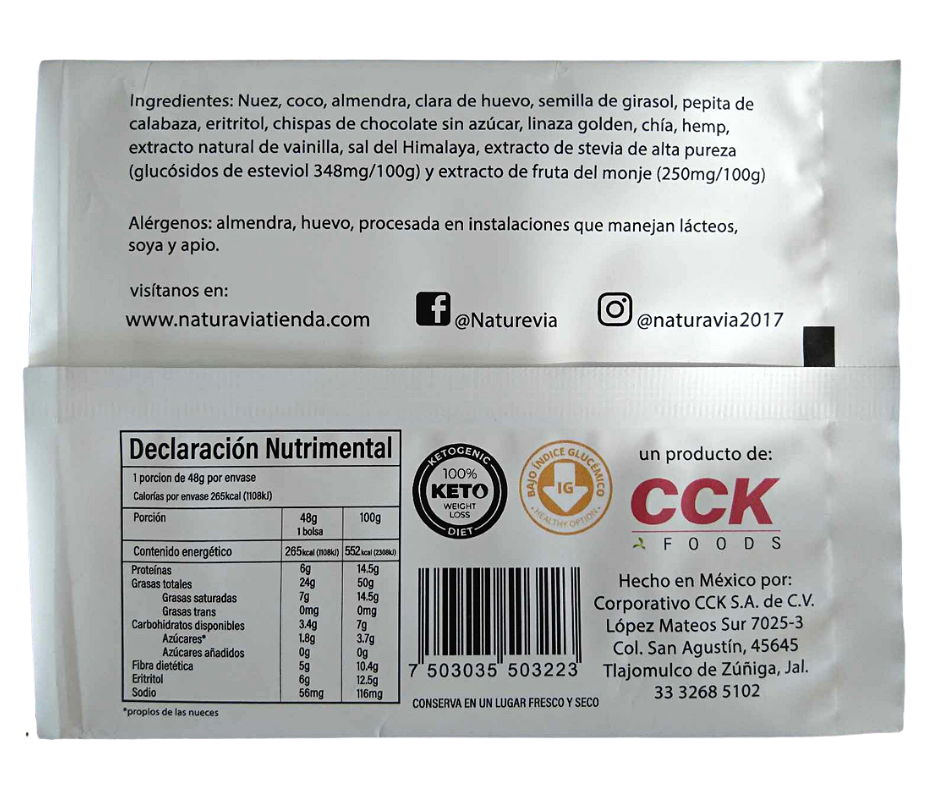 Ingredientes: Nuez, coco, almendra, clara de huevo, semilla de girasol, pepita de
calabaza, eritritol, chispas de chocolate sin azúcar, linaza golden, chía, hemp,
extracto natural de vainilla, sal del Himalaya, extracto de stevia de alta pureza
(glucósidos de esteviol 348mg/100g) y extracto de fruta del monje (250mg/100g)
Alérgenos: almendra, huevo, procesada en instalaciones que manejan lácteos,
soya y apio.
visítanos en:
www.naturaviatienda.com
@Naturevia
@naturavia2017
Declaración Nutrimental
1 porcion de 48g por envase
Calorías por envase 265kcal (1108kJ)
Porción 48g 100g
1 bolsa
Contenido energético 265kcal (1108kJ) 552kcal (2308kJ)
Proteínas 6g 14.5g
Grasas totales 24g 50g
Grasas saturadas 7g 14.5g
Grasas trans 0mg 0mg
Carbohidratos disponibles 3.4g 7g
Azúcares* 1.8g 3.7g
Azúcares añadidos 0g 0g
Fibra dietética 5g 10.4g
Eritritol 6g 12.5g
Sodio 56mg 116mg
*propios de las nueces
KETOGENIC
100%
KETO
WEIGHT
LOSS
DIET
BAJO ÍNDICE GLUCÉMICO
IG
HEALTHY OPTION
7 503035 503223
CONSERVA EN UN LUGAR FRESCO Y SECO
un producto de:
CCK
FOODS
Hecho en México por:
Corporativo CCK S.A. de C.V.
López Mateos Sur 7025-3
Col. San Agustín, 45645
Tlajomulco de Zúñiga, Jal.
33 3268 5102